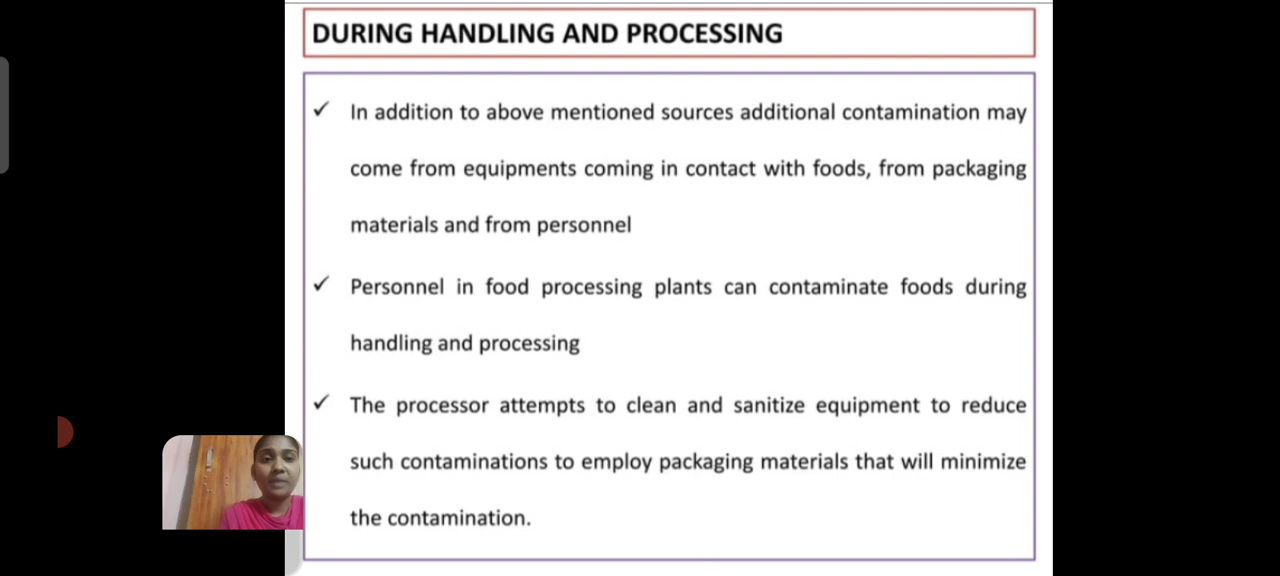 DURING HANDLING AND PROCESSING
✓ In addition to above mentioned sources additional contamination may
come from equipments coming in contact with foods, from packaging
materials and from personnel
✓ Personnel in food processing plants can contaminate foods during
handling and processing
✓ The processor attempts to clean and sanitize equipment to reduce
such contaminations to employ packaging materials that will minimize
the contamination.